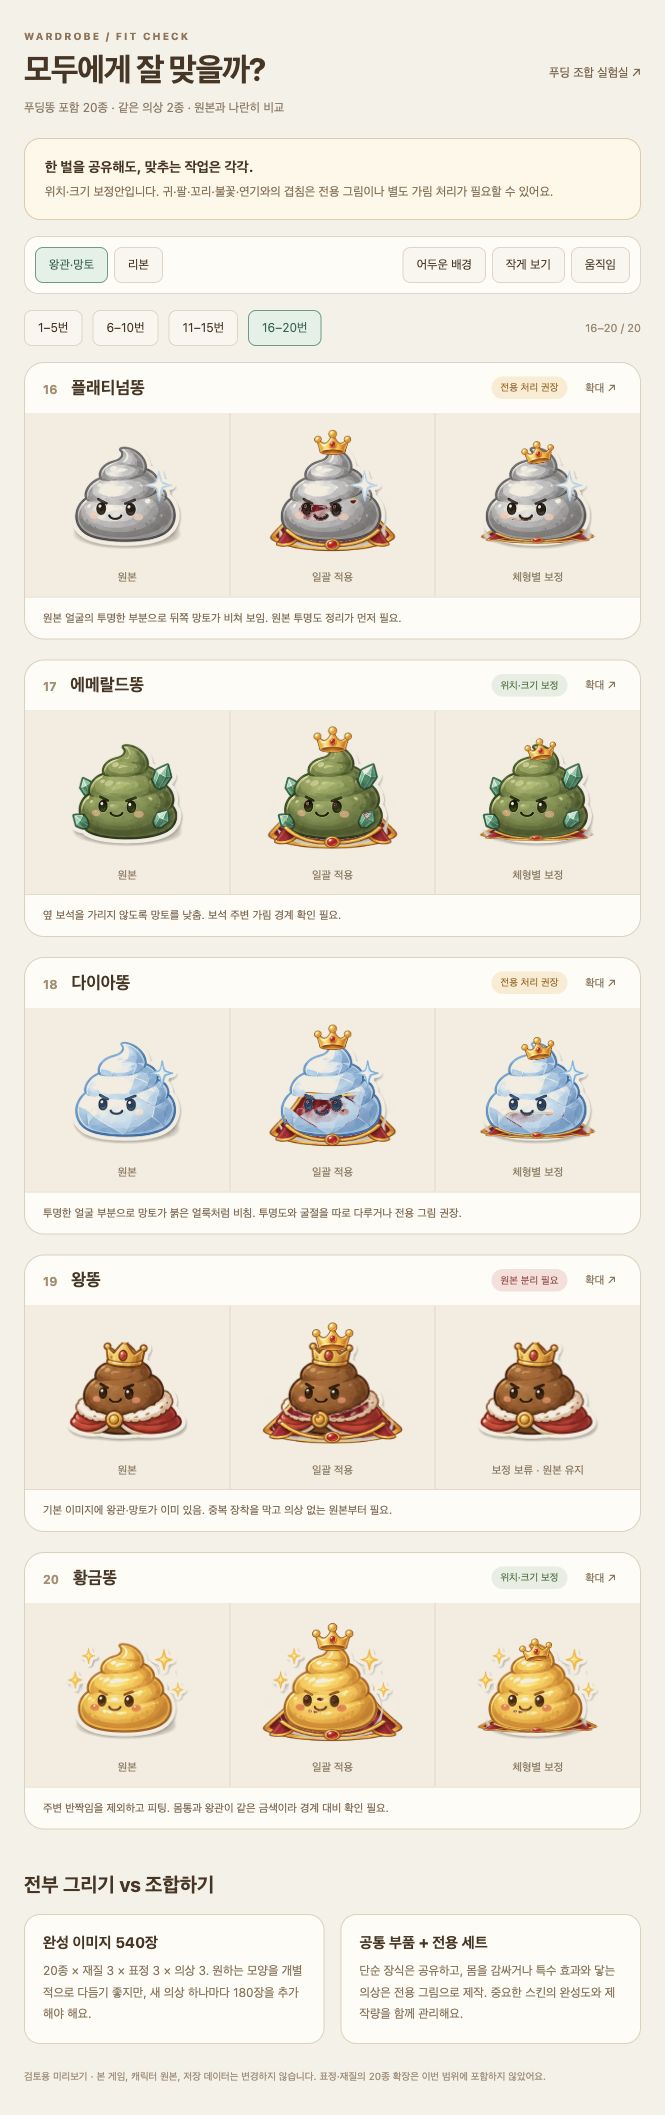 WARDROBE / FIT CHECK
모두에게 잘 맞을까?
푸딩 조합 실험실 ↗
푸딩똥 포함 20종 · 같은 의상 2종 · 원본과 나란히 비교
한 벌을 공유해도, 맞추는 작업은 각각.
위치·크기 보정안입니다. 귀·팔·꼬리·불꽃·연기와의 겹침은 전용 그림이나 별도 가림 처리가 필요할 수 있어요.
왕관·망토 리본 어두운 배경 작게 보기 움직임
1–5번 6–10번 11–15번 16–20번 16–20 / 20
16 플래티넘똥 전용 처리 권장 확대 ↗
원본 일괄 적용 체형별 보정
원본 얼굴의 투명한 부분으로 뒤쪽 망토가 비쳐 보임. 원본 투명도 정리가 먼저 필요.
17 에메랄드똥 위치·크기 보정 확대 ↗
원본 일괄 적용 체형별 보정
옆 보석을 가리지 않도록 망토를 낮춤. 보석 주변 가림 경계 확인 필요.
18 다이아똥 전용 처리 권장 확대 ↗
원본 일괄 적용 체형별 보정
투명한 얼굴 부분으로 망토가 붉은 얼룩처럼 비침. 투명도와 굴절을 따로 다루거나 전용 그림 권장.
19 왕똥 원본 분리 필요 확대 ↗
원본 일괄 적용 보정 보류 · 원본 유지
기본 이미지에 왕관·망토가 이미 있음. 중복 장착을 막고 의상 없는 원본부터 필요.
20 황금똥 위치·크기 보정 확대 ↗
원본 일괄 적용 체형별 보정
주변 반짝임을 제외하고 피팅. 몸통과 왕관이 같은 금색이라 경계 대비 확인 필요.
전부 그리기 vs 조합하기
완성 이미지 540장
20종 × 재질 3 × 표정 3 × 의상 3. 원하는 모양을 개별
적으로 다듬기 좋지만, 새 의상 하나마다 180장을 추가
해야 해요.
공통 부품 + 전용 세트
단순 장식은 공유하고, 몸을 감싸거나 특수 효과와 닿는
의상은 전용 그림으로 제작. 중요한 스킨의 완성도와 제
작량을 함께 관리해요.
검토용 미리보기 · 본 게임, 캐릭터 원본, 저장 데이터는 변경하지 않습니다. 표정·재질의 20종 확장은 이번 범위에 포함하지 않았어요.